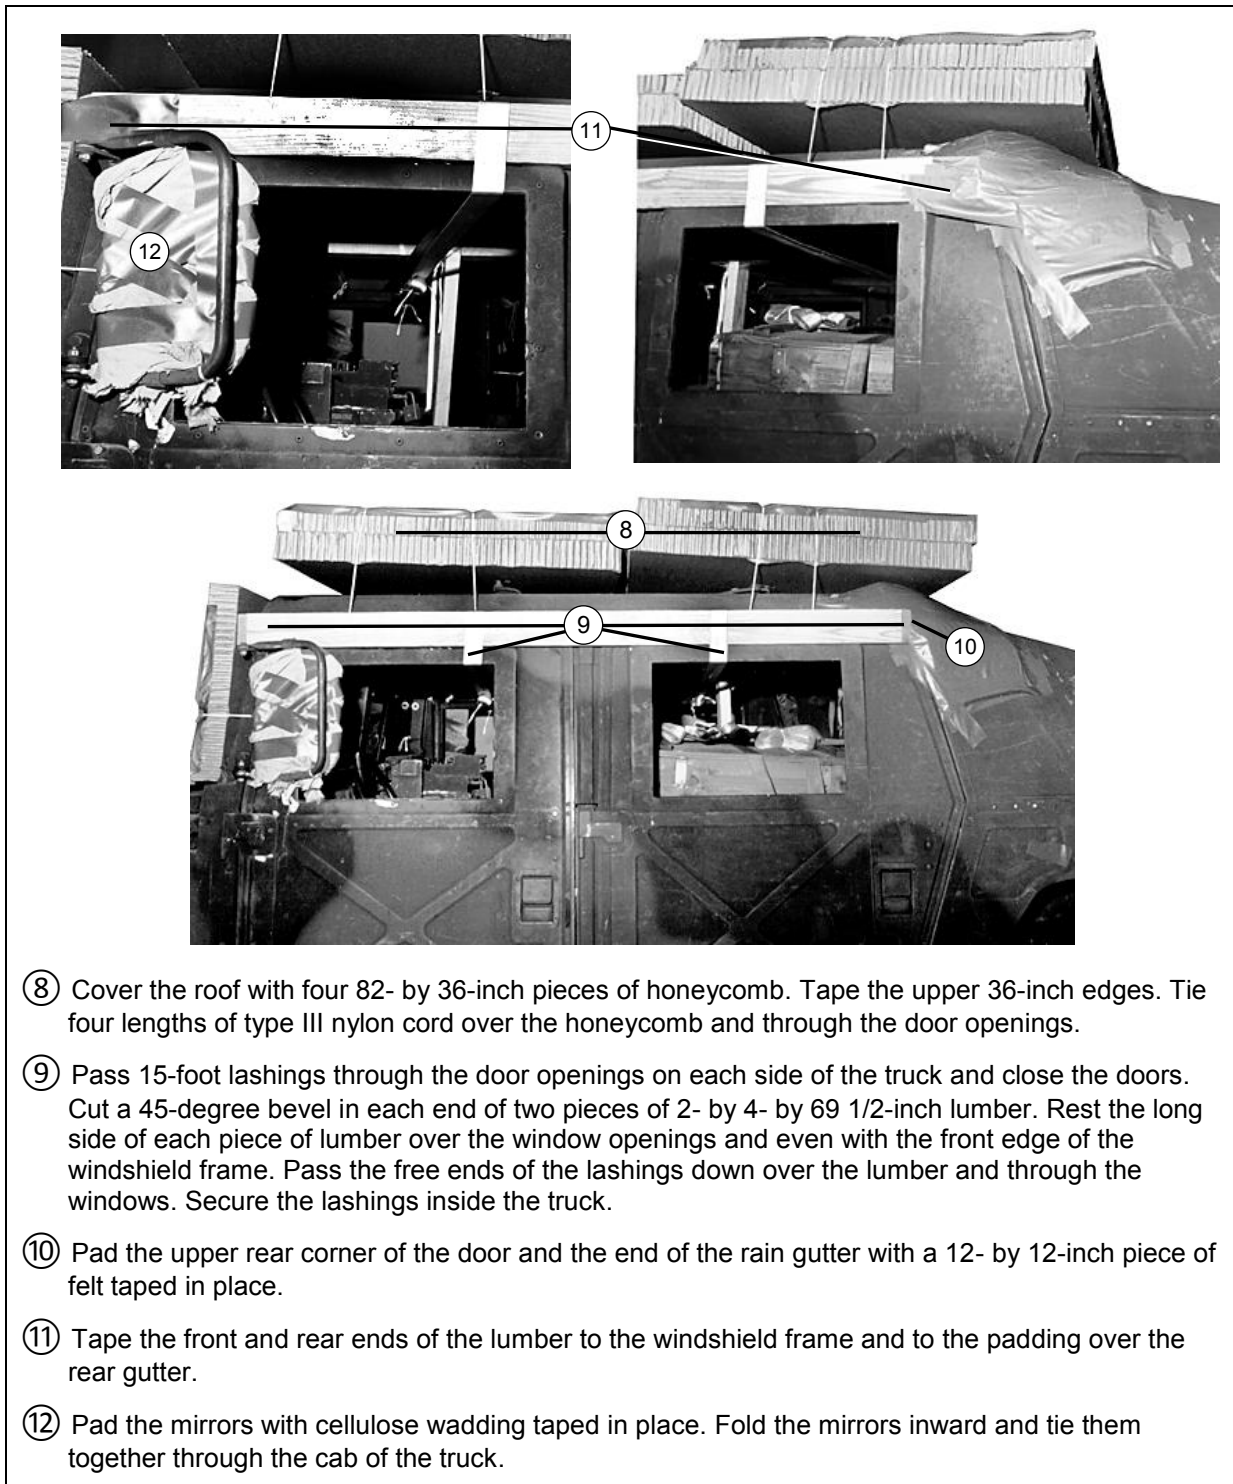 11
12
8
9
10
⑧ Cover the roof with four 82- by 36-inch pieces of honeycomb. Tape the upper 36-inch edges. Tie
four lengths of type III nylon cord over the honeycomb and through the door openings.
⑨ Pass 15-foot lashings through the door openings on each side of the truck and close the doors.
Cut a 45-degree bevel in each end of two pieces of 2- by 4- by 69 1/2-inch lumber. Rest the long
side of each piece of lumber over the window openings and even with the front edge of the
windshield frame. Pass the free ends of the lashings down over the lumber and through the
windows. Secure the lashings inside the truck.
⑩ Pad the upper rear corner of the door and the end of the rain gutter with a 12- by 12-inch piece of
felt taped in place.
⑪ Tape the front and rear ends of the lumber to the windshield frame and to the padding over the
rear gutter.
⑫ Pad the mirrors with cellulose wadding taped in place. Fold the mirrors inward and tie them
together through the cab of the truck.